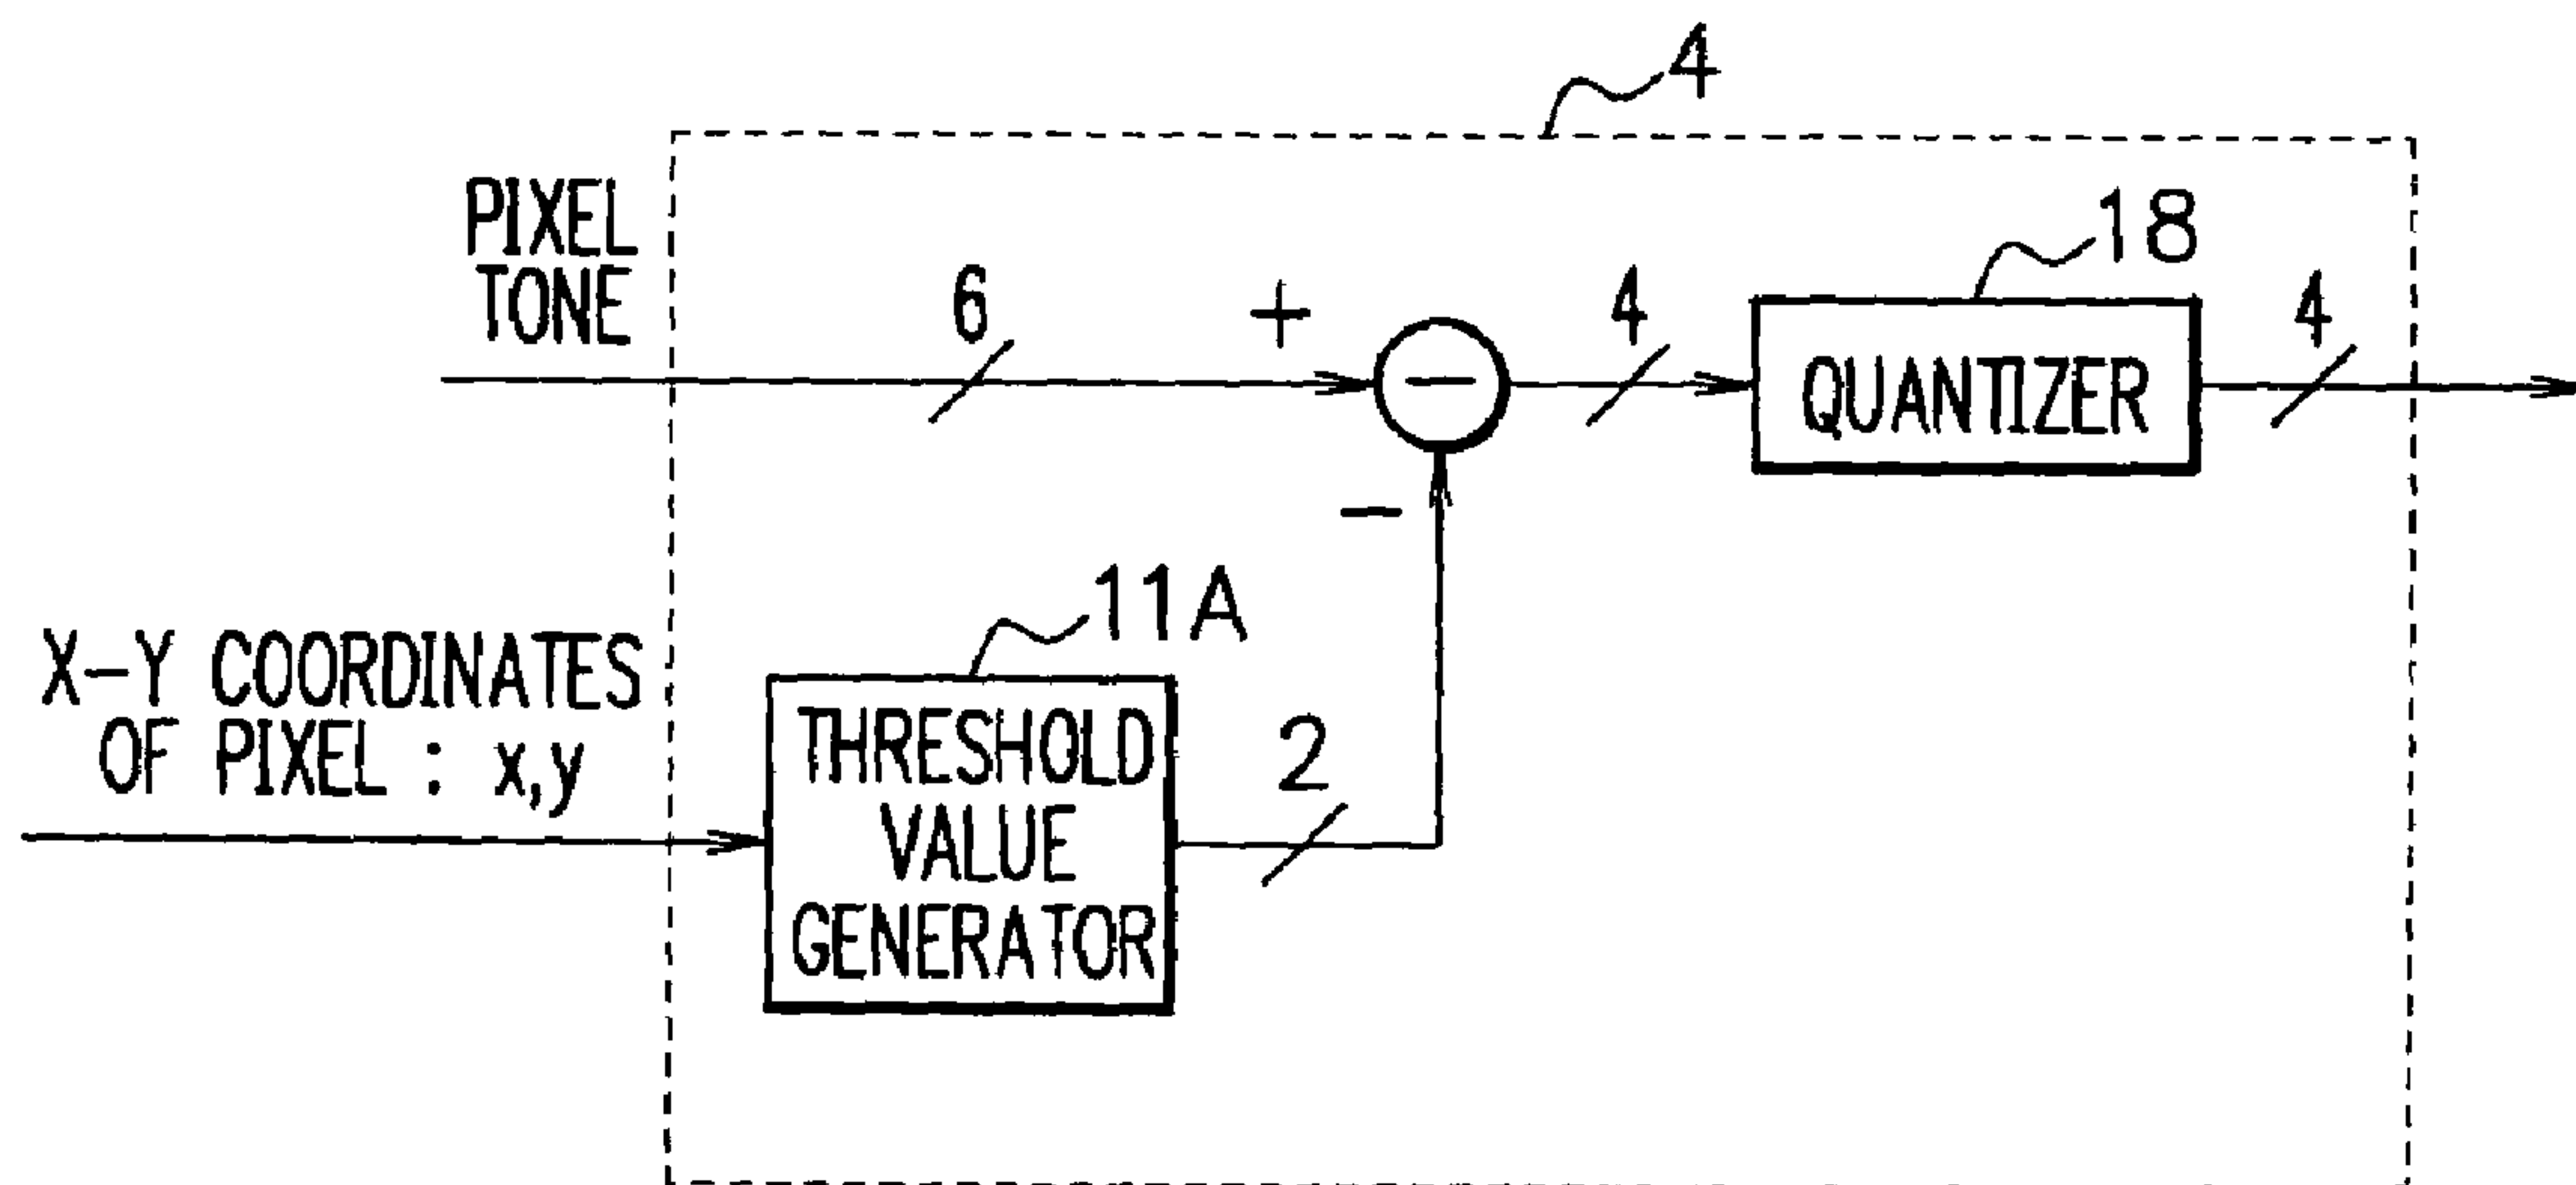 4
PIXEL
TONE
6
+
−
4
18
QUANTIZER
4
−
X-Y COORDINATES
OF PIXEL : x,y
11A
THRESHOLD
VALUE
GENERATOR
2